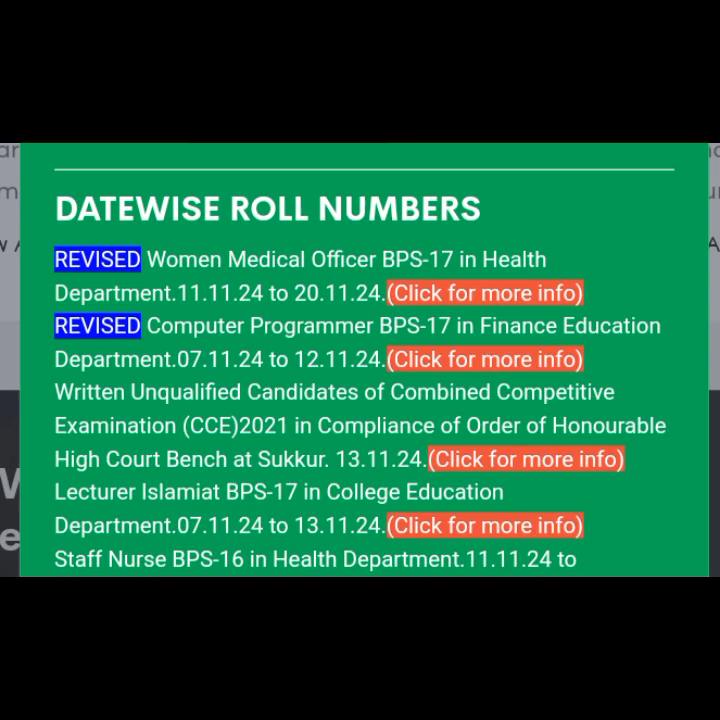 DATEWISE ROLL NUMBERS
REVISED Women Medical Officer BPS-17 in Health
Department.11.11.24 to 20.11.24.(Click for more info)
REVISED Computer Programmer BPS-17 in Finance Education
Department.07.11.24 to 12.11.24.(Click for more info)
Written Unqualified Candidates of Combined Competitive
Examination (CCE)2021 in Compliance of Order of Honourable
High Court Bench at Sukkur. 13.11.24.(Click for more info)
Lecturer Islamiat BPS-17 in College Education
Department.07.11.24 to 13.11.24.(Click for more info)
Staff Nurse BPS-16 in Health Department.11.11.24 to